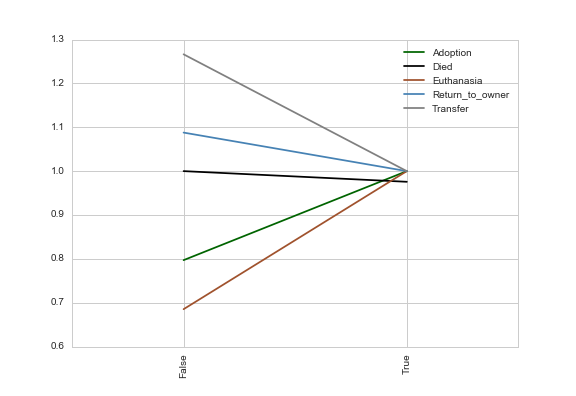 1.3
1.2
1.1
1.0
0.9
0.8
0.7
0.6
False
True
Adoption
Died
Euthanasia
Return_to_owner
Transfer